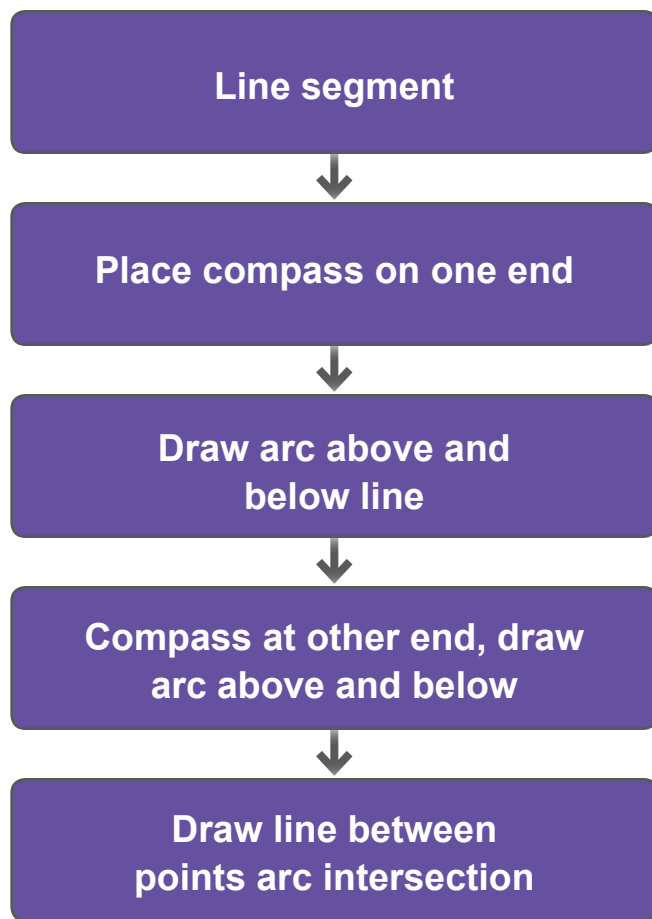 Line segment
Place compass on one end
Draw arc above and
below line
Compass at other end, draw
arc above and below
Draw line between
points arc intersection